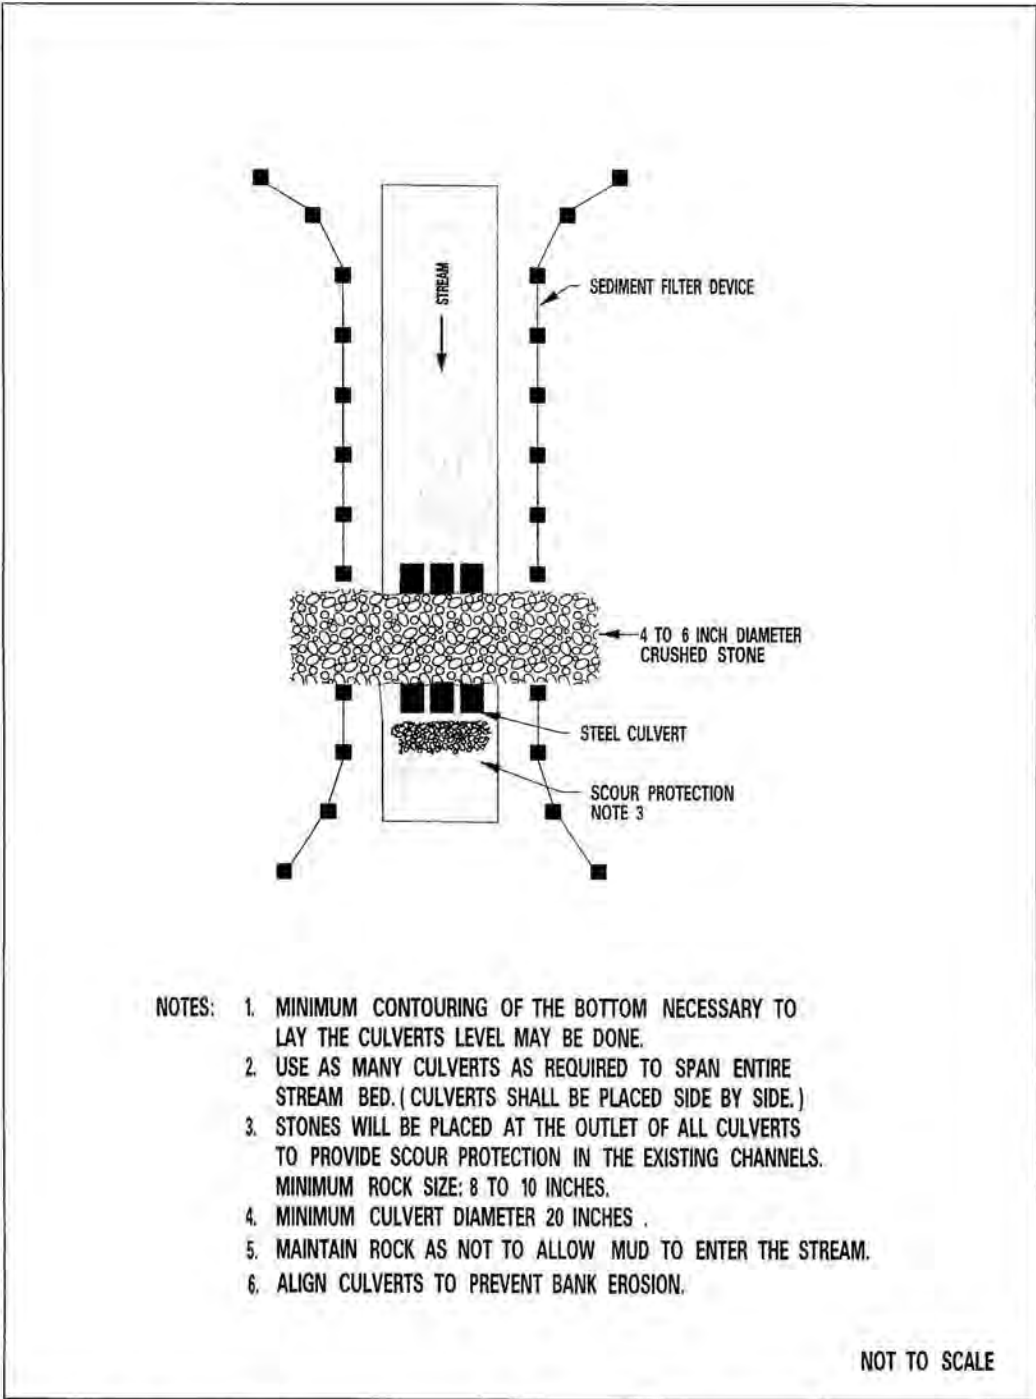 STREAM
SEDIMENT FILTER DEVICE
4 TO 6 INCH DIAMETER
CRUSHED STONE
STEEL CULVERT
SCOUR PROTECTION
NOTE 3
NOTES: 1. MINIMUM CONTOURING OF THE BOTTOM NECESSARY TO
LAY THE CULVERTS LEVEL MAY BE DONE.
2. USE AS MANY CULVERTS AS REQUIRED TO SPAN ENTIRE
STREAM BED. ( CULVERTS SHALL BE PLACED SIDE BY SIDE. )
3. STONES WILL BE PLACED AT THE OUTLET OF ALL CULVERTS
TO PROVIDE SCOUR PROTECTION IN THE EXISTING CHANNELS.
MINIMUM ROCK SIZE: 8 TO 10 INCHES.
4. MINIMUM CULVERT DIAMETER 20 INCHES .
5. MAINTAIN ROCK AS NOT TO ALLOW MUD TO ENTER THE STREAM.
6. ALIGN CULVERTS TO PREVENT BANK EROSION.
NOT TO SCALE